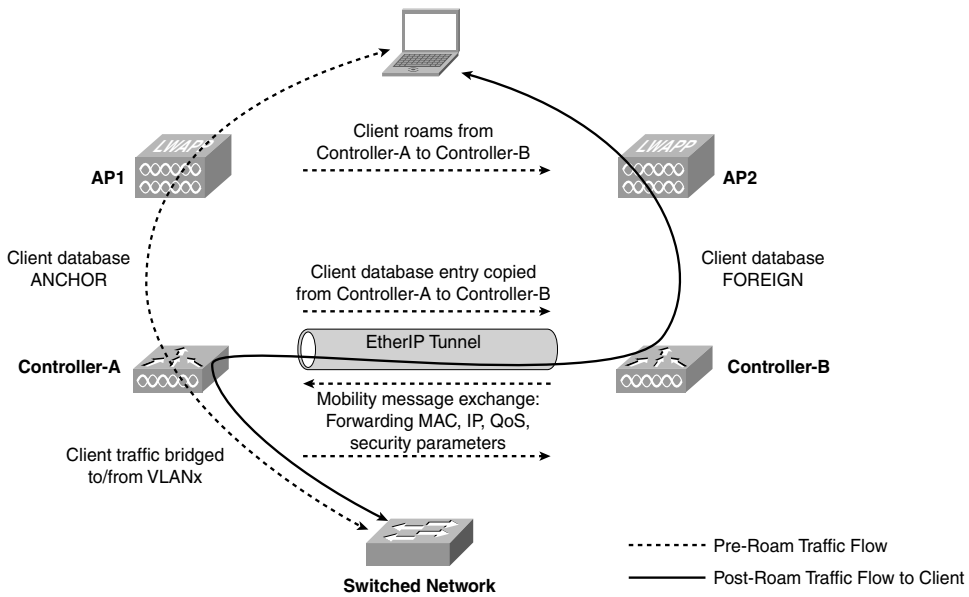 LWAPP
LWAPP
AP1
Client roams from
Controller-A to Controller-B
AP2
Client database
ANCHOR
Client database entry copied
from Controller-A to Controller-B
Client database
FOREIGN
EtherIP Tunnel
Controller-A
Controller-B
Mobility message exchange:
Forwarding MAC, IP, QoS,
security parameters
Client traffic bridged
to/from VLANx
Switched Network
Pre-Roam Traffic Flow
Post-Roam Traffic Flow to Client